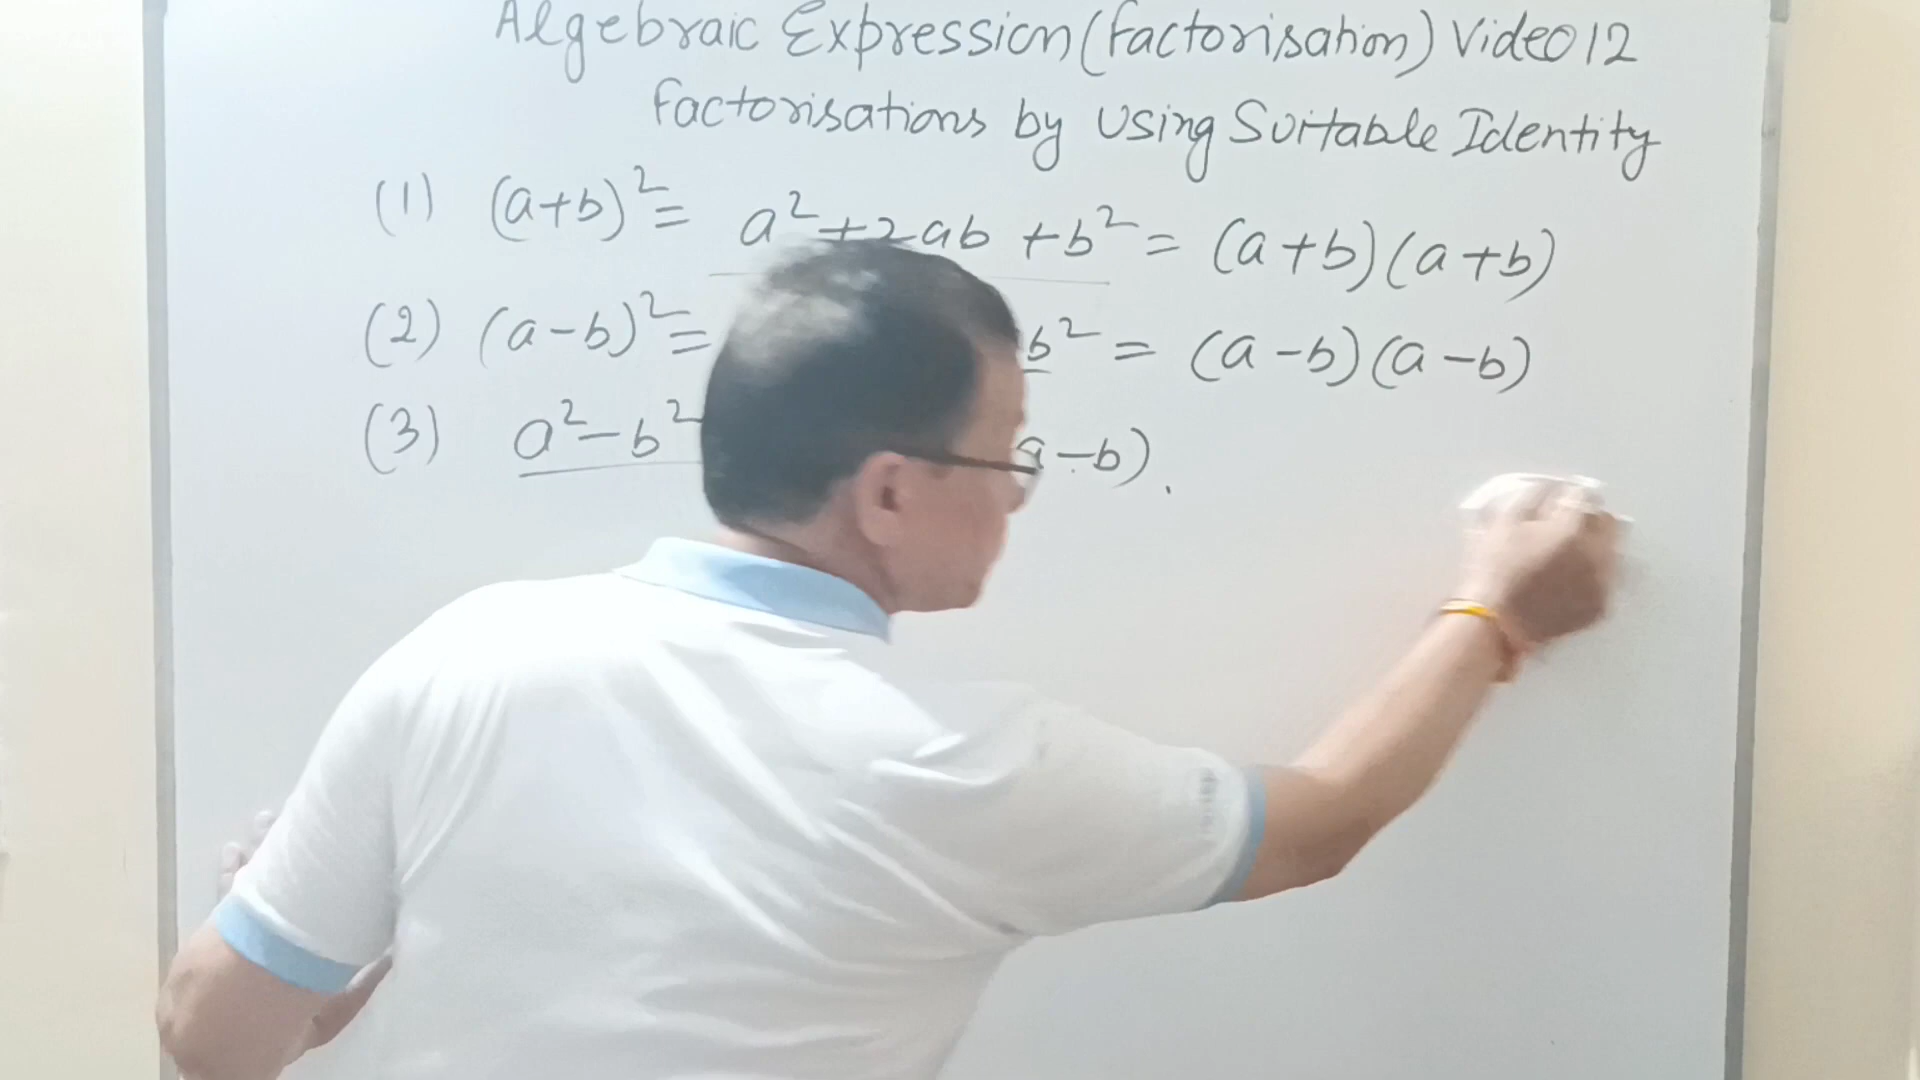 Algebraic Expression (Factorisation) Video 12
Factorisations by Using Suitable Identity
(1) (a+b)²= a²+2ab+b²= (a+b)(a+b)
(2) (a-b)²= b² = (a-b)(a-b)
(3) a²-b² a-b).